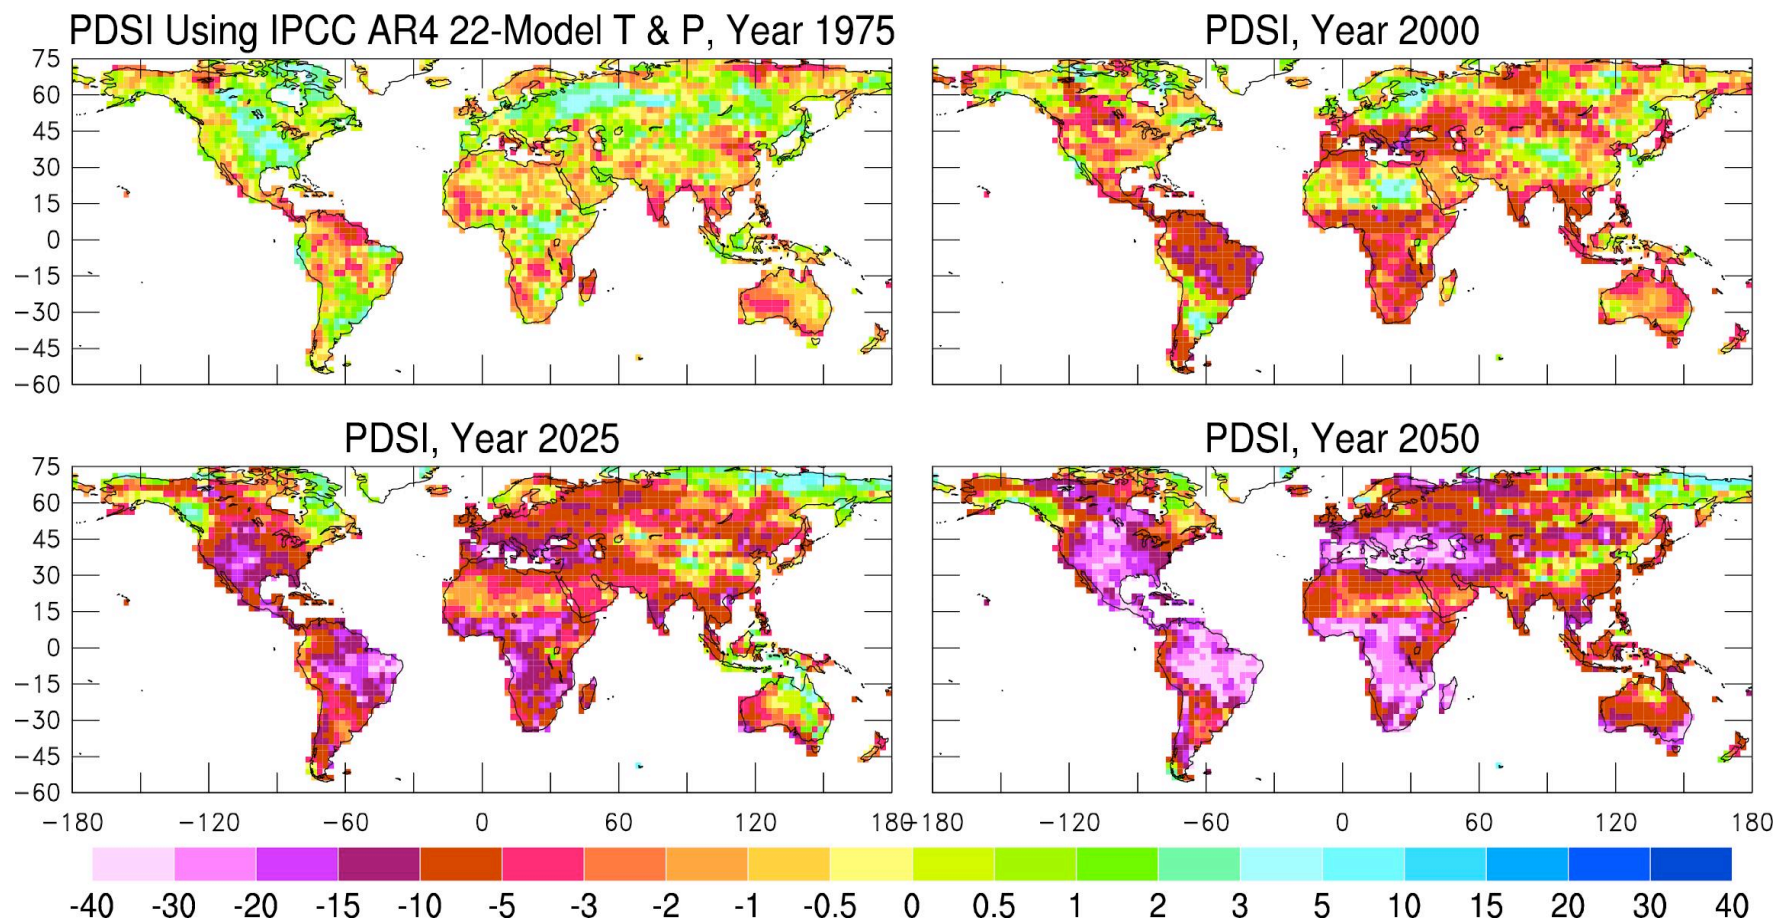 PDSI Using IPCC AR4 22-Model T & P, Year 1975
PDSI, Year 2000
75
60
45
30
15
0
−15
−30
−45
−60
PDSI, Year 2025
PDSI, Year 2050
75
60
45
30
15
0
−15
−30
−45
−60
−180 −120 −60 0 60 120 180
−180 −120 −60 0 60 120 180
-40 -30 -20 -15 -10 -5 -3 -2 -1 -0.5 0 0.5 1 2 3 5 10 15 20 30 40